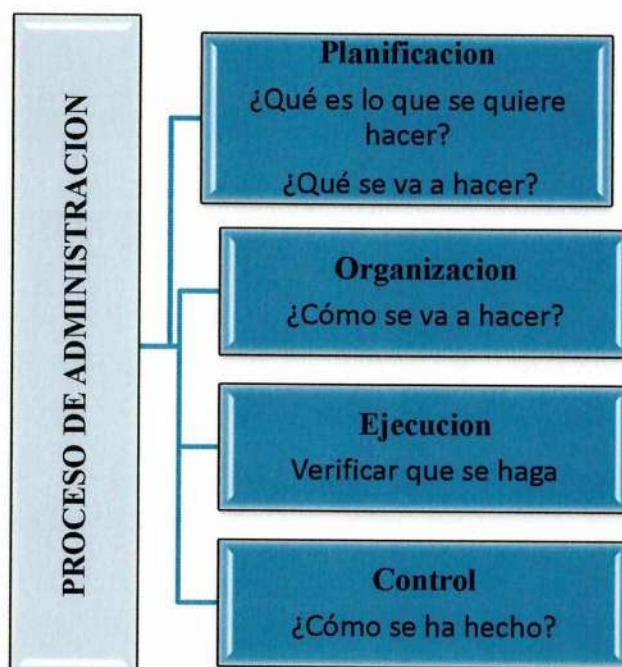 PROCESO DE ADMINISTRACION
Planificacion
¿Qué es lo que se quiere
hacer?
¿Qué se va a hacer?
Organizacion
¿Cómo se va a hacer?
Ejecucion
Verificar que se haga
Control
¿Cómo se ha hecho?